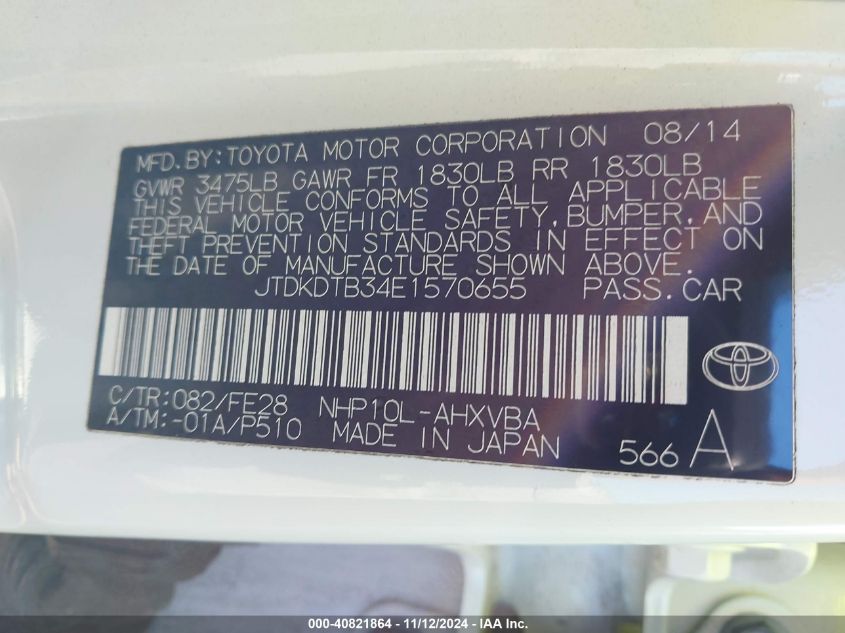 MFD.BY:TOYOTA MOTOR CORPORATION 08/14
GVWR 3475LB GAWR FR 1830LB RR 1830LB
THIS VEHICLE CONFORMS TO ALL APPLICABLE
FEDERAL MOTOR VEHICLE SAFETY,BUMPER,AND
THEFT PREVENTION STANDARDS IN EFFECT ON
THE DATE OF MANUFACTURE SHOWN ABOVE.
JTDKDTB34E1570655 PASS.CAR
C/TR:082/FE28 NHP10L-AHXVBA
A/TM:-01A/P510 MADE IN JAPAN 566 A
000-40821864 - 11/12/2024 - IAA Inc.